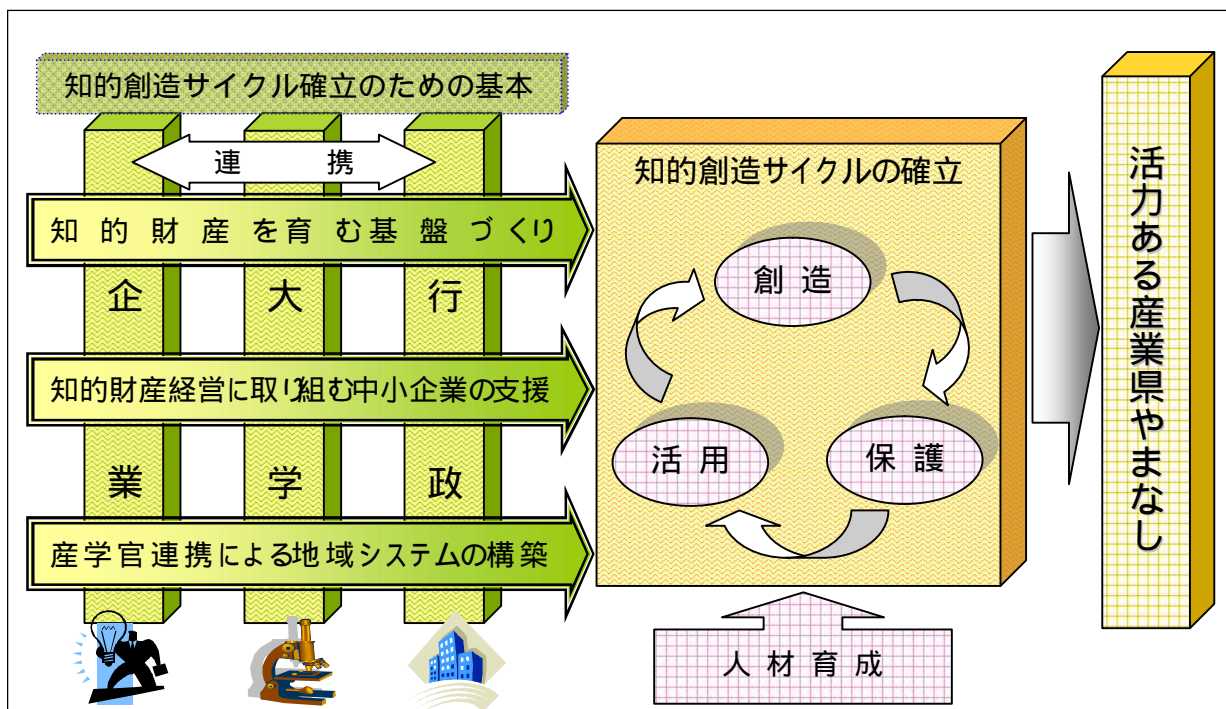 知的創造サイクル確立のための基本
連携
知的財産を育む基盤づくり
企業
大学
行政
知的財産経営に取り組む中小企業の支援
産学官連携による地域システムの構築
知的創造サイクルの確立
創造
活用
保護
人材育成
活力ある産業県やまなし